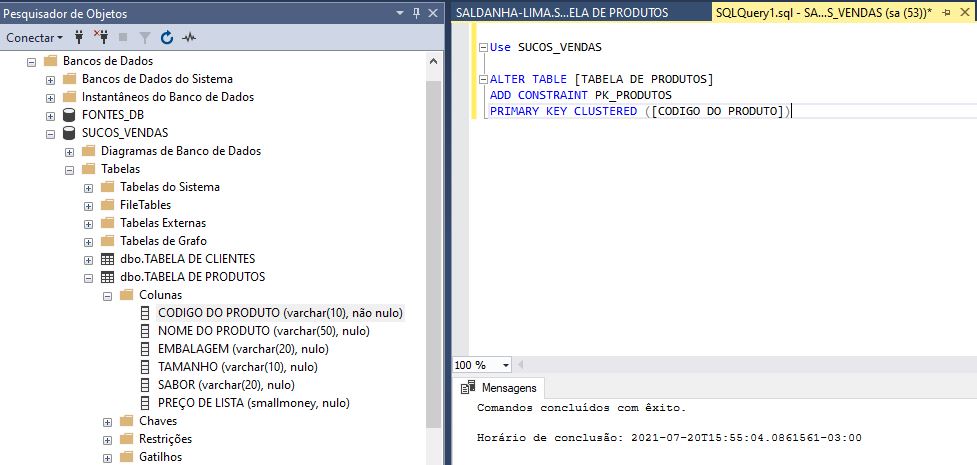 Pesquisador de Objetos
Conectar
Bancos de Dados
Bancos de Dados do Sistema
Instantâneos do Banco de Dados
FONTES_DB
SUCOS_VENDAS
Diagramas de Banco de Dados
Tabelas
Tabelas do Sistema
FileTables
Tabelas Externas
Tabelas de Grafo
dbo.TABELA DE CLIENTES
dbo.TABELA DE PRODUTOS
Colunas
CODIGO DO PRODUTO (varchar(10), não nulo)
NOME DO PRODUTO (varchar(50), nulo)
EMBALAGEM (varchar(20), nulo)
TAMANHO (varchar(10), nulo)
SABOR (varchar(20), nulo)
PREÇO DE LISTA (smallmoney, nulo)
Chaves
Restrições
Gatilhos
SALDANHA-LIMA.S...ELA DE PRODUTOS
SQLQuery1.sql - SA...S_VENDAS (sa (53))*
Use SUCOS_VENDAS
ALTER TABLE [TABELA DE PRODUTOS]
ADD CONSTRAINT PK_PRODUTOS
PRIMARY KEY CLUSTERED ([CODIGO DO PRODUTO])
100 %
Mensagens
Comandos concluídos com êxito.
Horário de conclusão: 2021-07-20T15:55:04.0861561-03:00